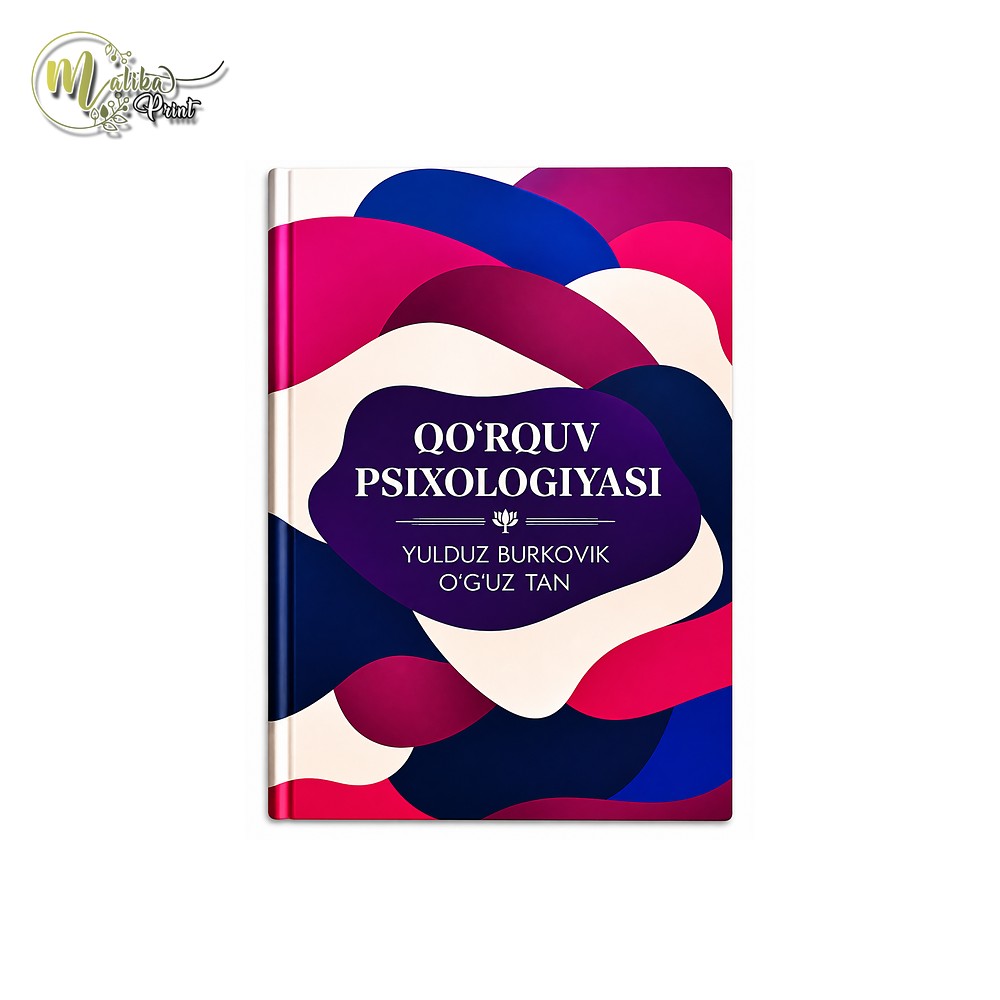 Malika
Print
QO‘RQUV
PSIXOLOGIYASI
YULDUZ BURKOVIK
O‘G‘UZ TAN